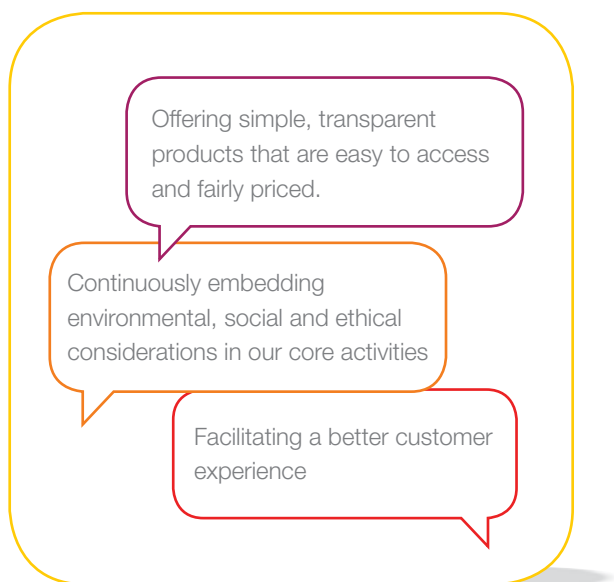 Offering simple, transparent
products that are easy to access
and fairly priced.
Continuously embedding
environmental, social and ethical
considerations in our core activities
Facilitating a better customer
experience